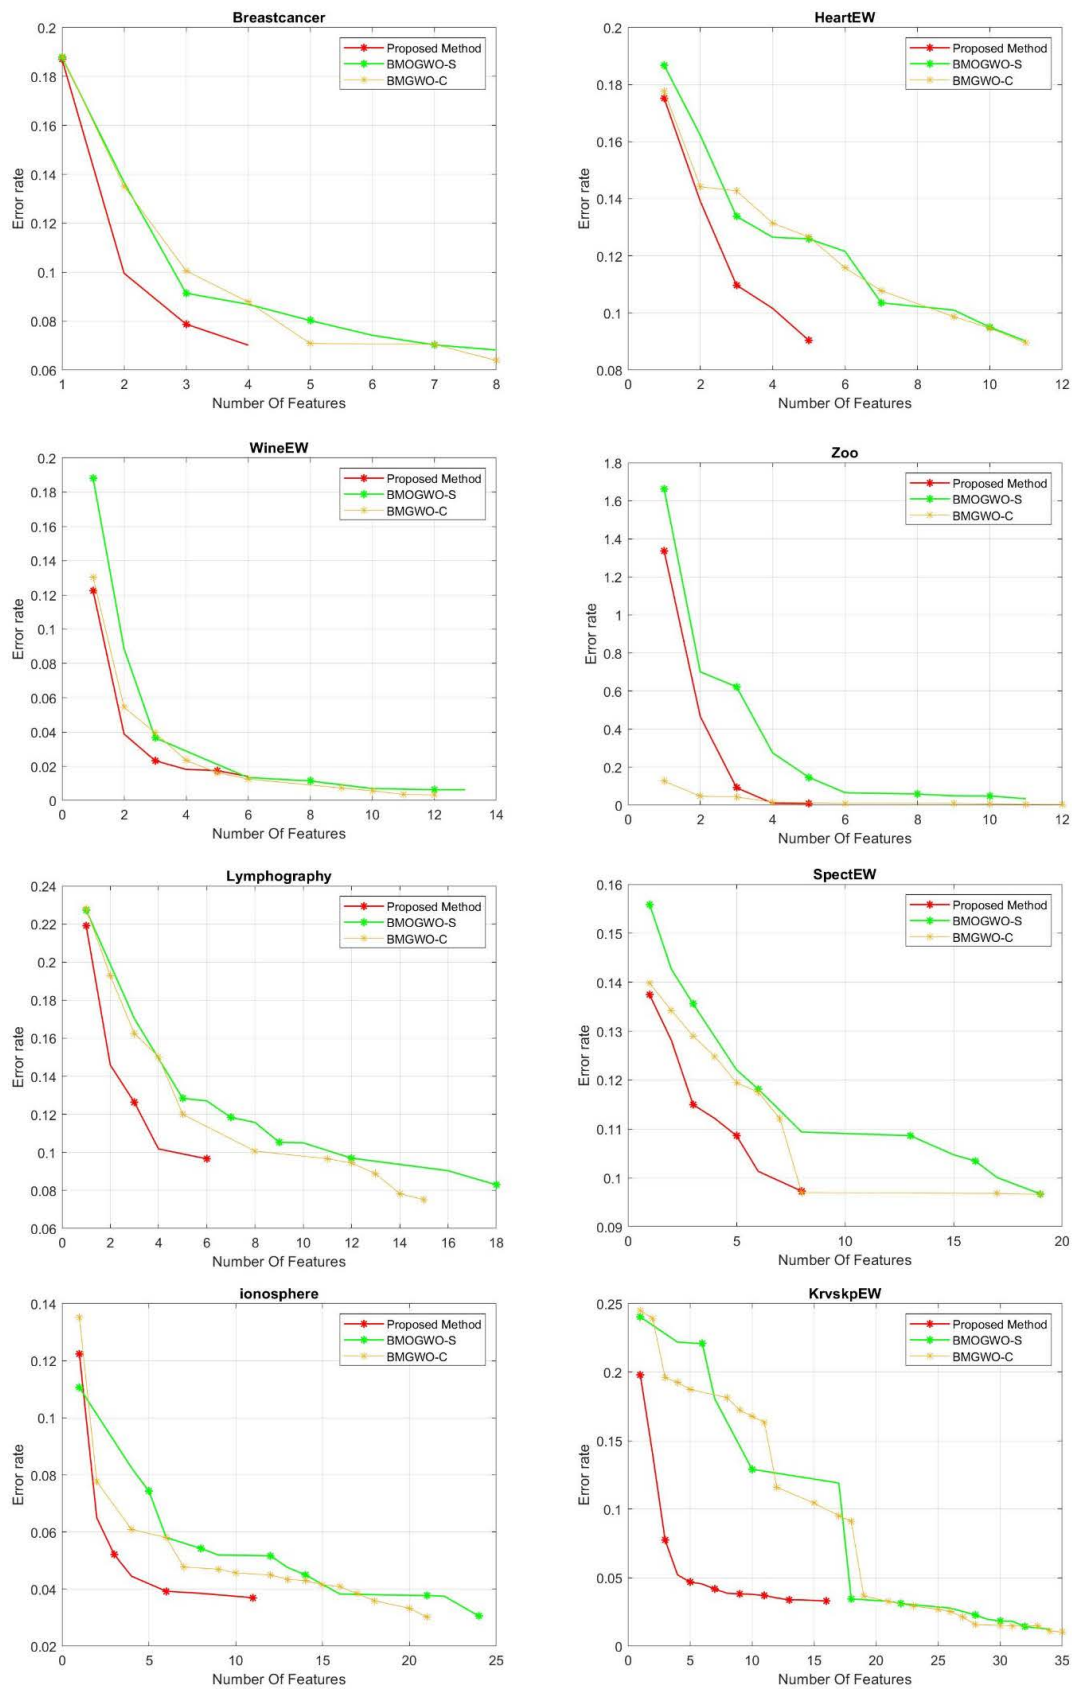 Breastcancer
0.2
0.18
0.16
0.14
0.12
0.1
0.08
0.06
Error rate
1 2 3 4 5 6 7 8
Number Of Features
Proposed Method
BMOGWO-S
BMGWO-C
HeartEW
0.2
0.18
0.16
0.14
0.12
0.1
0.08
Error rate
0 2 4 6 8 10 12
Number Of Features
Proposed Method
BMOGWO-S
BMGWO-C
WineEW
0.2
0.18
0.16
0.14
0.12
0.1
0.08
0.06
0.04
0.02
0
Error rate
0 2 4 6 8 10 12 14
Number Of Features
Proposed Method
BMOGWO-S
BMGWO-C
Zoo
1.8
1.6
1.4
1.2
1
0.8
0.6
0.4
0.2
0
Error rate
0 2 4 6 8 10 12
Number Of Features
Proposed Method
BMOGWO-S
BMGWO-C
Lymphography
0.24
0.22
0.2
0.18
0.16
0.14
0.12
0.1
0.08
0.06
Error rate
0 2 4 6 8 10 12 14 16 18
Number Of Features
Proposed Method
BMOGWO-S
BMGWO-C
SpectEW
0.16
0.15
0.14
0.13
0.12
0.11
0.1
0.09
Error rate
0 5 10 15 20
Number Of Features
Proposed Method
BMOGWO-S
BMGWO-C
ionosphere
0.14
0.12
0.1
0.08
0.06
0.04
0.02
Error rate
0 5 10 15 20 25
Number Of Features
Proposed Method
BMOGWO-S
BMGWO-C
KrvskpEW
0.25
0.2
0.15
0.1
0.05
0
Error rate
0 5 10 15 20 25 30 35
Number Of Features
Proposed Method
BMOGWO-S
BMGWO-C